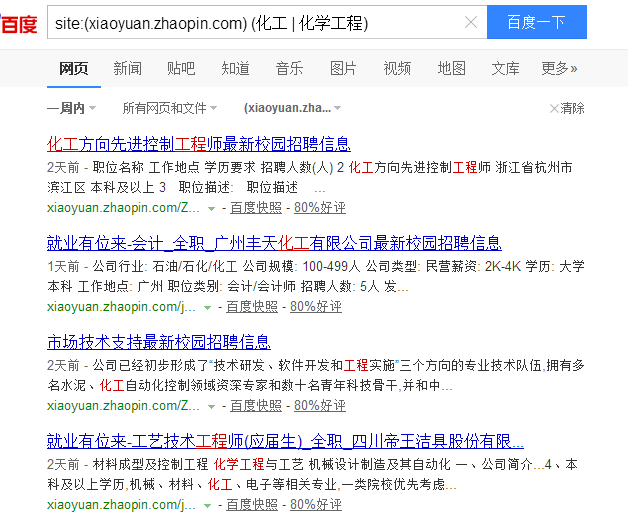 百度 site:(xiaoyuan.zhaopin.com) (化工 | 化学工程) 百度一下
网页 新闻 贴吧 知道 音乐 图片 视频 地图 文库 更多»
一周内 所有网页和文件 (xiaoyuan.zha... 清除
化工方向先进控制工程师最新校园招聘信息
2天前 - 职位名称 工作地点 学历要求 招聘人数(人) 2 化工方向先进控制工程师 浙江省杭州市
滨江区 本科及以上 3 职位描述: 职位描述 ...
xiaoyuan.zhaopin.com/Z... - 百度快照 - 80%好评
就业有位来-会计_全职_广州丰天化工有限公司最新校园招聘信息
1天前 - 公司行业: 石油/石化/化工 公司规模: 100-499人 公司类型: 民营薪资: 2K-4K 学历: 大学
本科 工作地点: 广州 职位类别: 会计/会计师 招聘人数: 5人 发...
xiaoyuan.zhaopin.com/j... - 百度快照 - 80%好评
市场技术支持最新校园招聘信息
2天前 - 公司已经初步形成了“技术研发、软件开发和工程实施”三个方向的专业技术队伍,拥有多
名水泥、化工自动化控制领域资深专家和数十名青年科技骨干,并和中...
xiaoyuan.zhaopin.com/Z... - 百度快照 - 80%好评
就业有位来-工艺技术工程师(应届生)_全职_四川帝王洁具股份有限...
2天前 - 材料成型及控制工程 化学工程与工艺 机械设计制造及其自动化 一、公司简介...4、本
科及以上学历,机械、材料、化工、电子等相关专业,一类院校优先考虑...
xiaoyuan.zhaopin.com/j... - 百度快照 - 80%好评